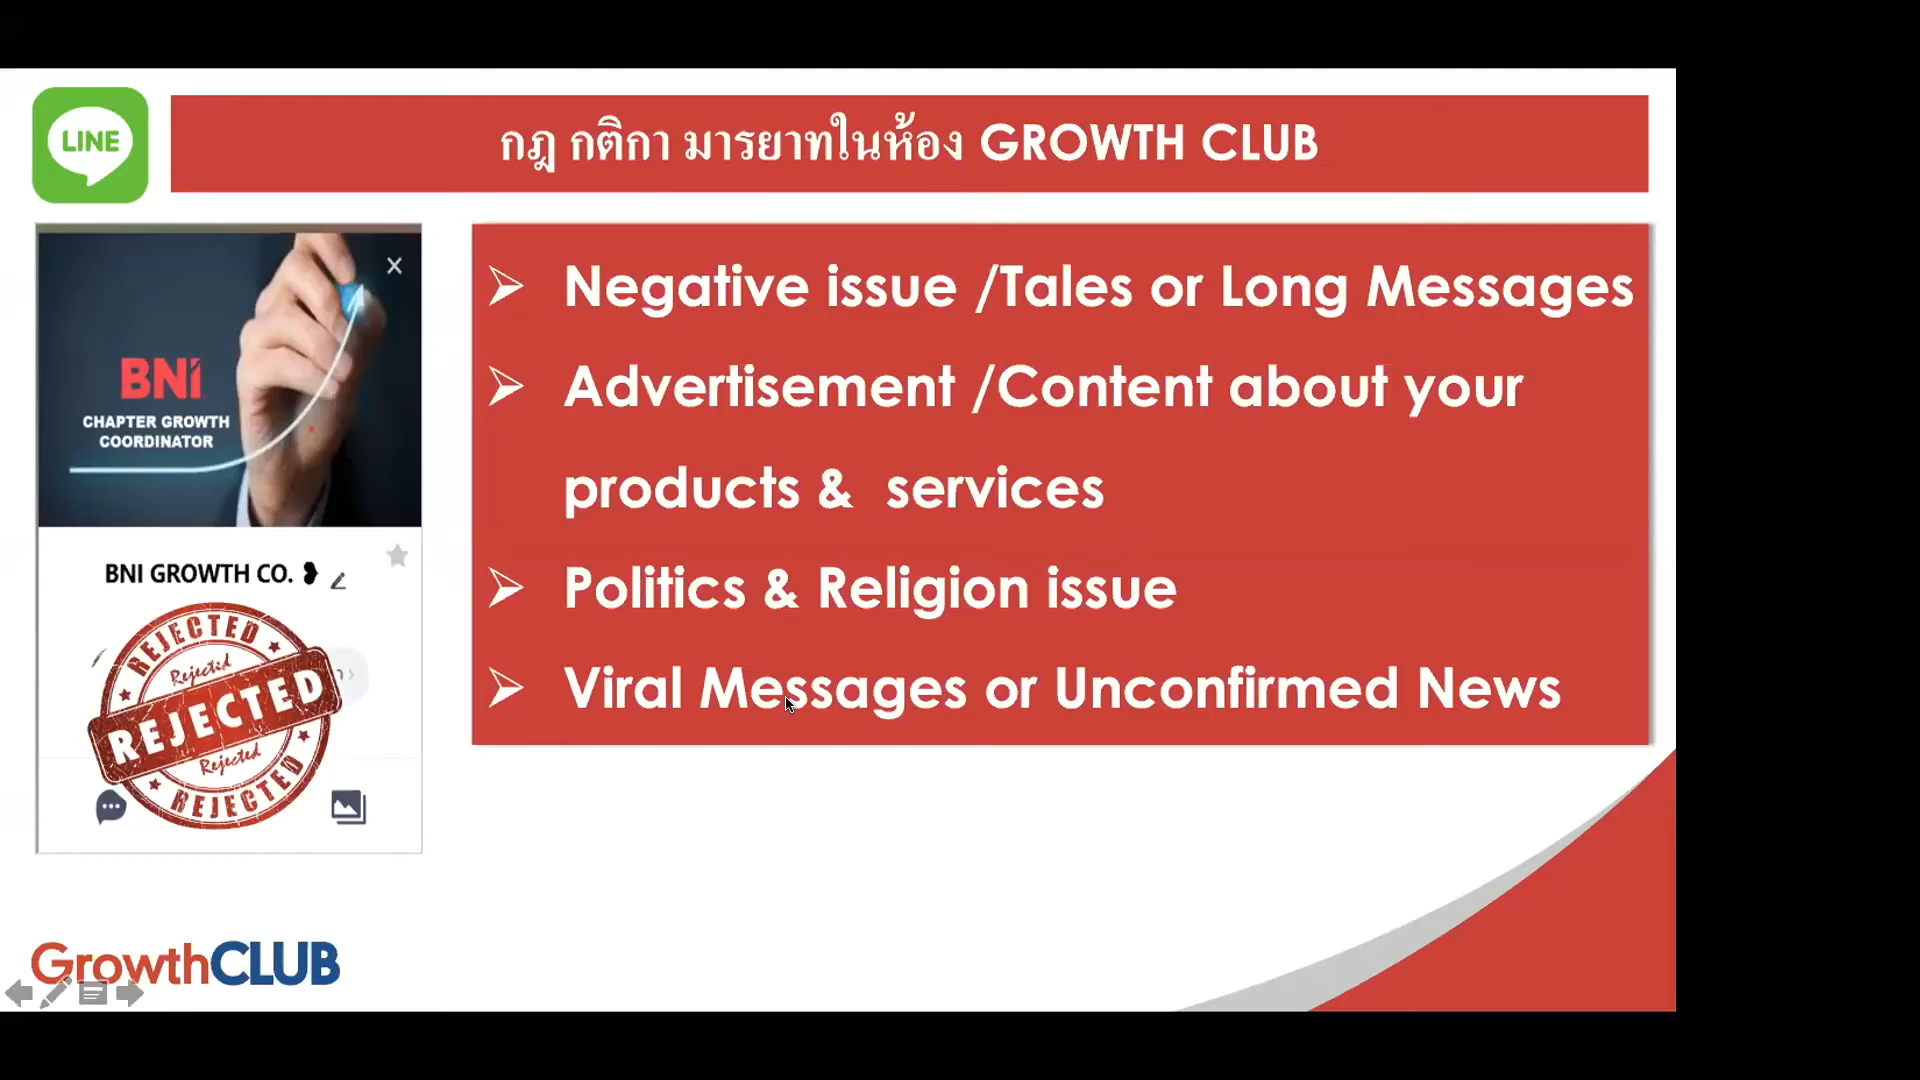 LINE
กฎ กติกา มารยาทในห้อง GROWTH CLUB
BNI
CHAPTER GROWTH
COORDINATOR
BNI GROWTH CO.
REJECTED
Rejected
REJECTED
Rejected
REJECTED
➢ Negative issue /Tales or Long Messages
➢ Advertisement /Content about your
products & services
➢ Politics & Religion issue
➢ Viral Messages or Unconfirmed News
GrowthCLUB